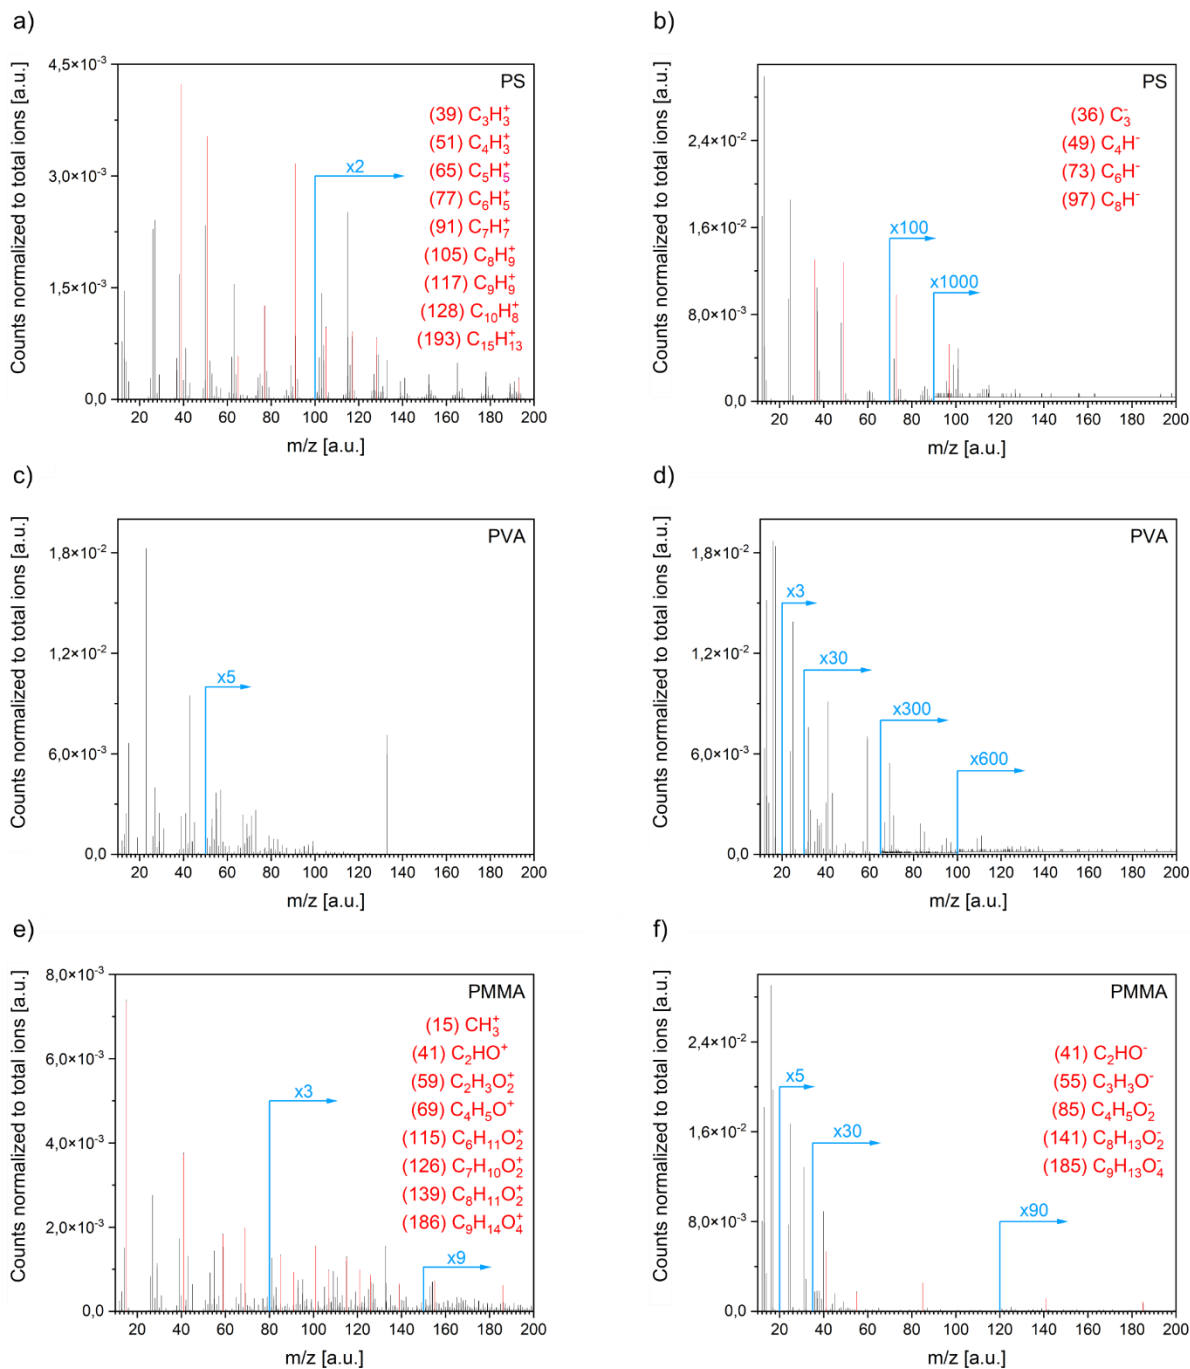 a)
Counts normalized to total ions [a.u.]
4,5×10⁻³
3,0×10⁻³
1,5×10⁻³
0,0
PS
(39) C₃H₃⁺
(51) C₄H₃⁺
(65) C₅H₅⁺
(77) C₆H₅⁺
(91) C₇H₇⁺
(105) C₈H₉⁺
(117) C₉H₉⁺
(128) C₁₀H₈⁺
(193) C₁₅H₁₃⁺
x2
20 40 60 80 100 120 140 160 180 200
m/z [a.u.]
b)
Counts normalized to total ions [a.u.]
2,4×10⁻²
1,6×10⁻²
8,0×10⁻³
0,0
PS
(36) C₃⁻
(49) C₄H⁻
(73) C₆H⁻
(97) C₈H⁻
x100
x1000
20 40 60 80 100 120 140 160 180 200
m/z [a.u.]
c)
Counts normalized to total ions [a.u.]
1,8×10⁻²
1,2×10⁻²
6,0×10⁻³
0,0
PVA
x5
20 40 60 80 100 120 140 160 180 200
m/z [a.u.]
d)
Counts normalized to total ions [a.u.]
1,8×10⁻²
1,2×10⁻²
6,0×10⁻³
0,0
PVA
x3
x30
x300
x600
20 40 60 80 100 120 140 160 180 200
m/z [a.u.]
e)
Counts normalized to total ions [a.u.]
8,0×10⁻³
6,0×10⁻³
4,0×10⁻³
2,0×10⁻³
0,0
PMMA
(15) CH₃⁺
(41) C₂HO⁺
(59) C₂H₃O₂⁺
(69) C₄H₅O⁺
(115) C₆H₁₁O₂⁺
(126) C₇H₁₀O₂⁺
(139) C₈H₁₁O₂⁺
(186) C₉H₁₄O₄⁺
x3
x9
20 40 60 80 100 120 140 160 180 200
m/z [a.u.]
f)
Counts normalized to total ions [a.u.]
2,4×10⁻²
1,6×10⁻²
8,0×10⁻³
0,0
PMMA
(41) C₂HO⁻
(55) C₃H₃O⁻
(85) C₄H₅O₂⁻
(141) C₈H₁₃O₂⁻
(185) C₉H₁₃O₄⁻
x5
x30
x90
20 40 60 80 100 120 140 160 180 200
m/z [a.u.]